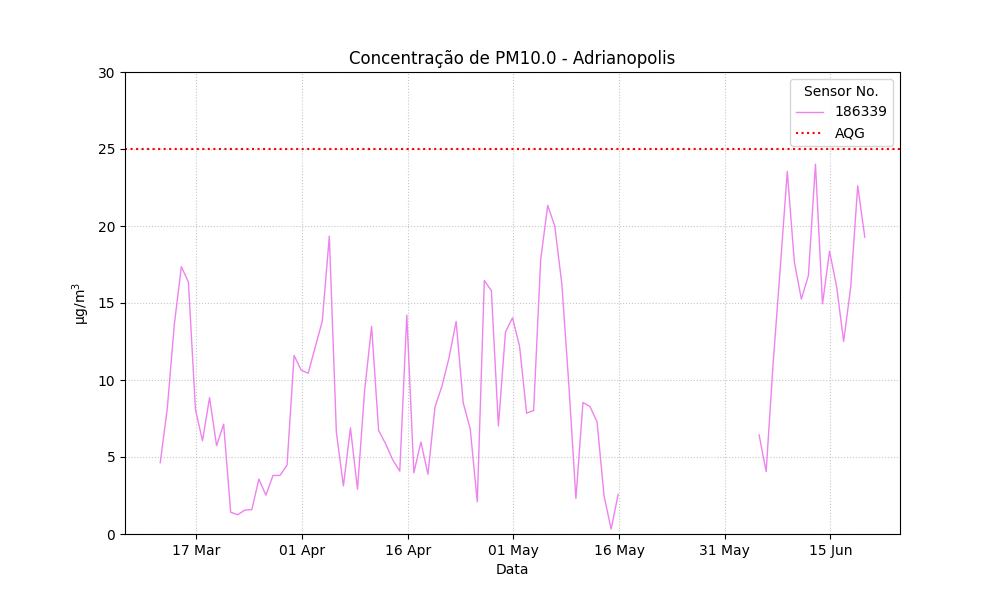 Concentração de PM10.0 - Adrianopolis
Sensor No.
186339
AQG
30
25
20
15
10
5
0
µg/m³
17 Mar
01 Apr
16 Apr
01 May
16 May
31 May
15 Jun
Data